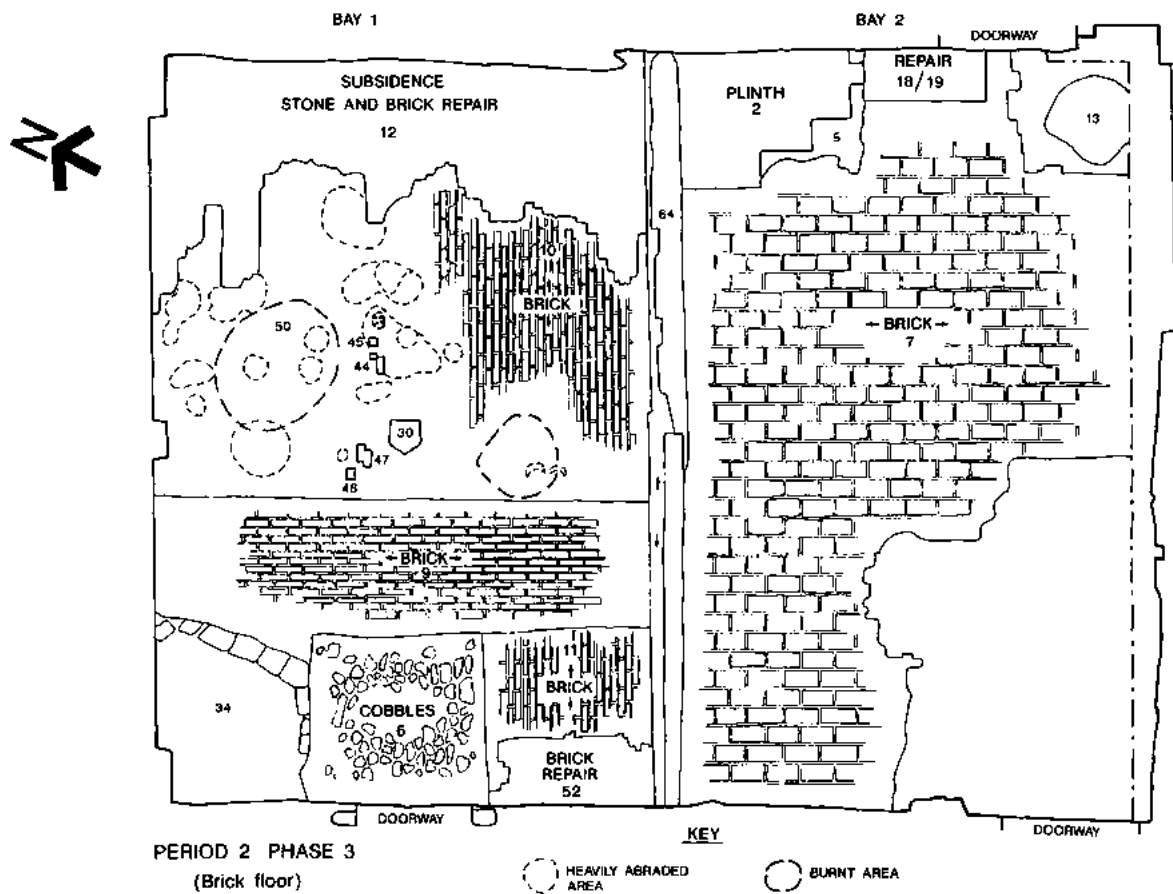 BAY 1
BAY 2
DOORWAY
SUBSIDENCE
STONE AND BRICK REPAIR
12
PLINTH
2
5
REPAIR
18/19
13
N
64
10
BRICK
50
45
44
BRICK
7
30
47
46
BRICK
9
11
BRICK
34
COBBLES
6
BRICK
REPAIR
52
DOORWAY
KEY
DOORWAY
PERIOD 2 PHASE 3
(Brick floor)
HEAVILY ABRADED
AREA
BURNT AREA